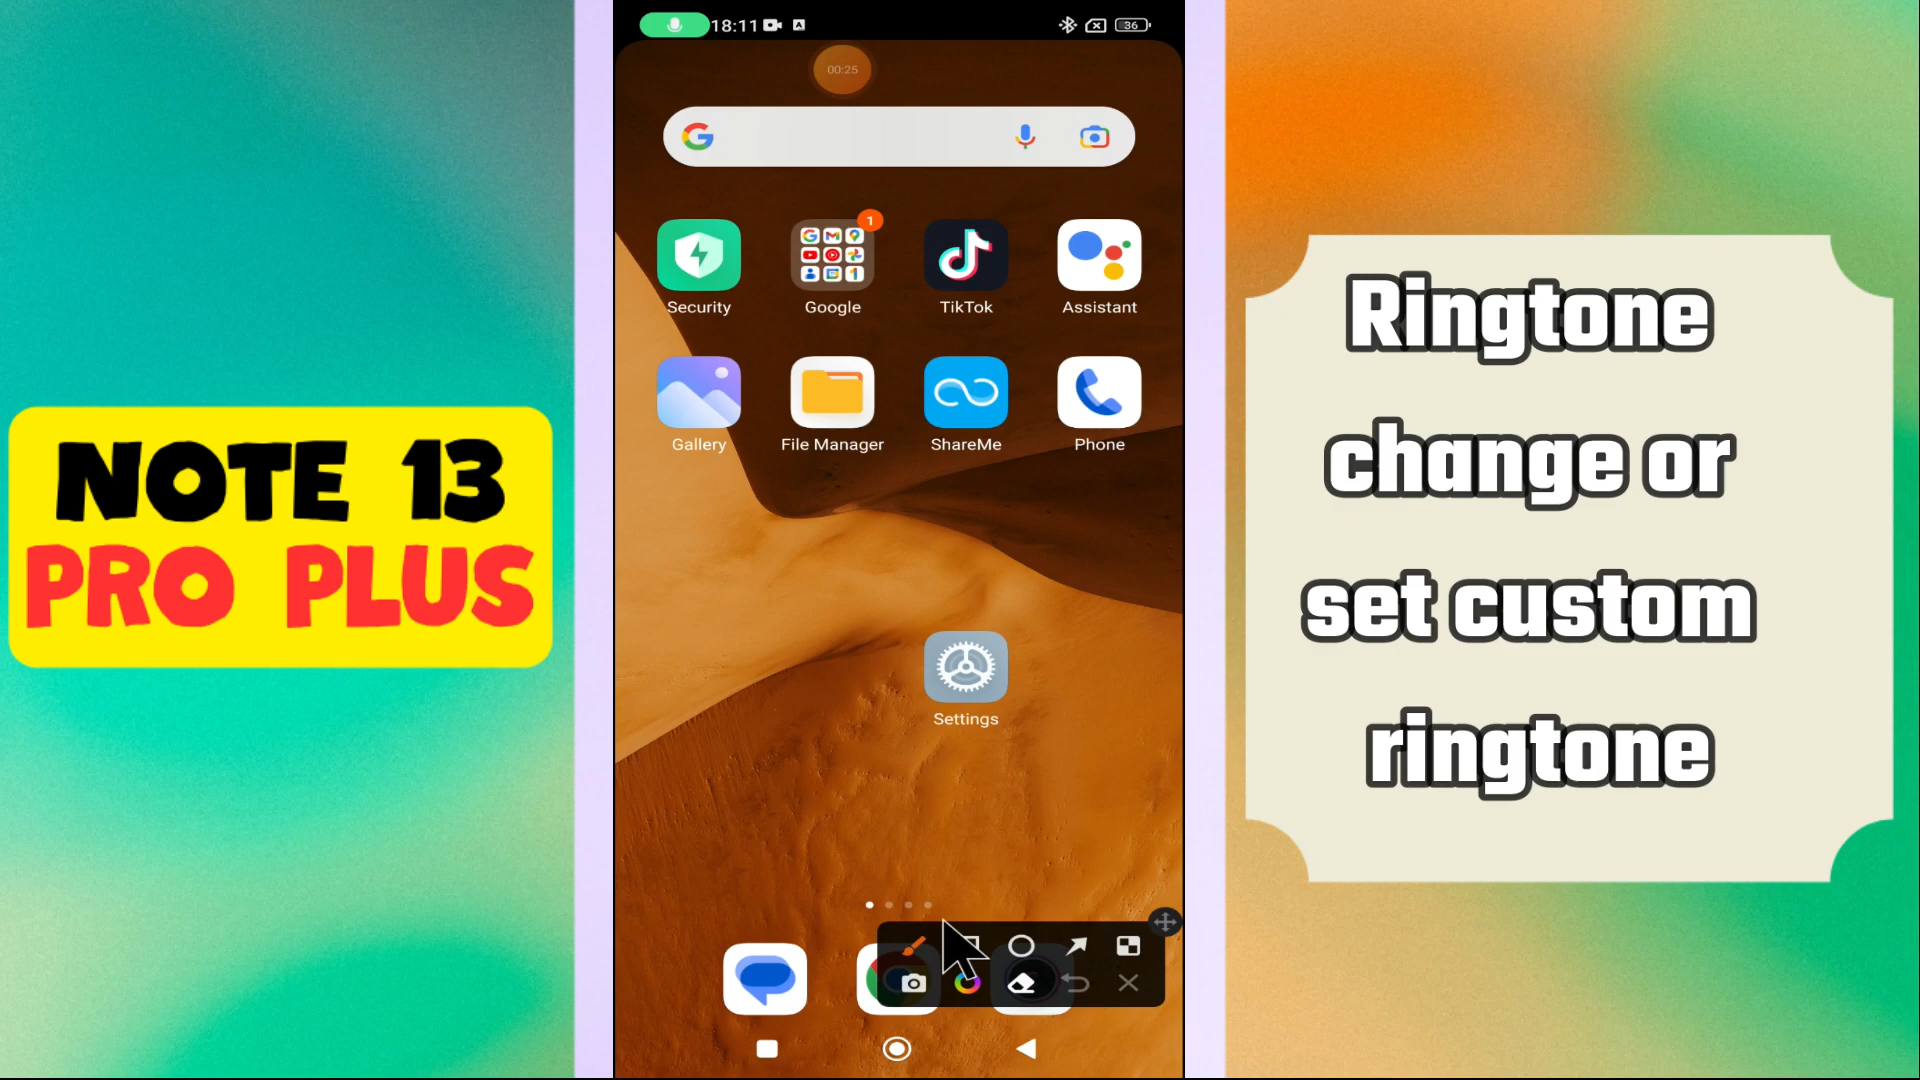 NOTE 13
PRO PLUS
18:11
36
00:25
1
Security
Google
TikTok
Assistant
Gallery
File Manager
ShareMe
Phone
Settings
Ringtone
change or
set custom
ringtone